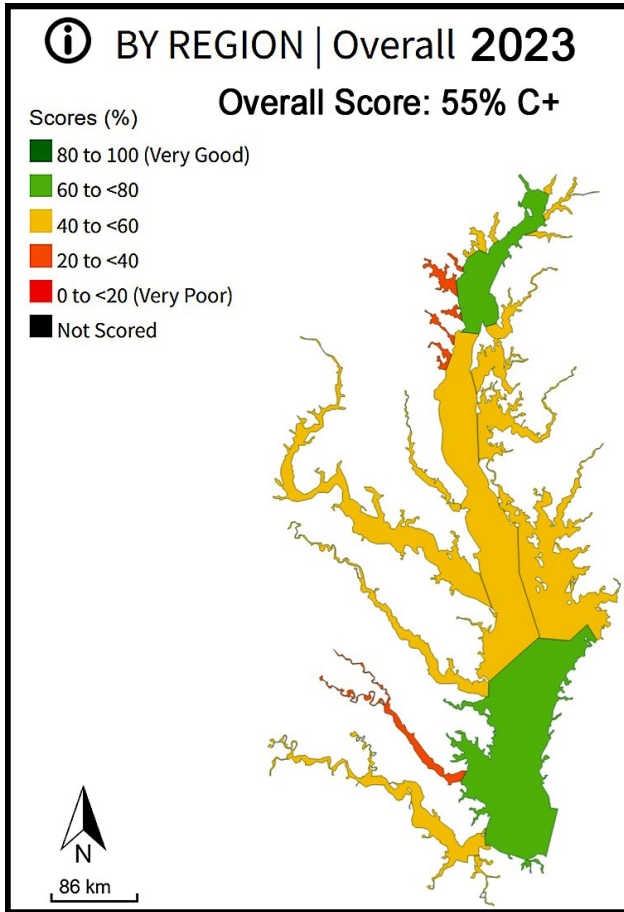 BY REGION | Overall 2023
Overall Score: 55% C+
Scores (%)
80 to 100 (Very Good)
60 to <80
40 to <60
20 to <40
0 to <20 (Very Poor)
Not Scored
N
86 km